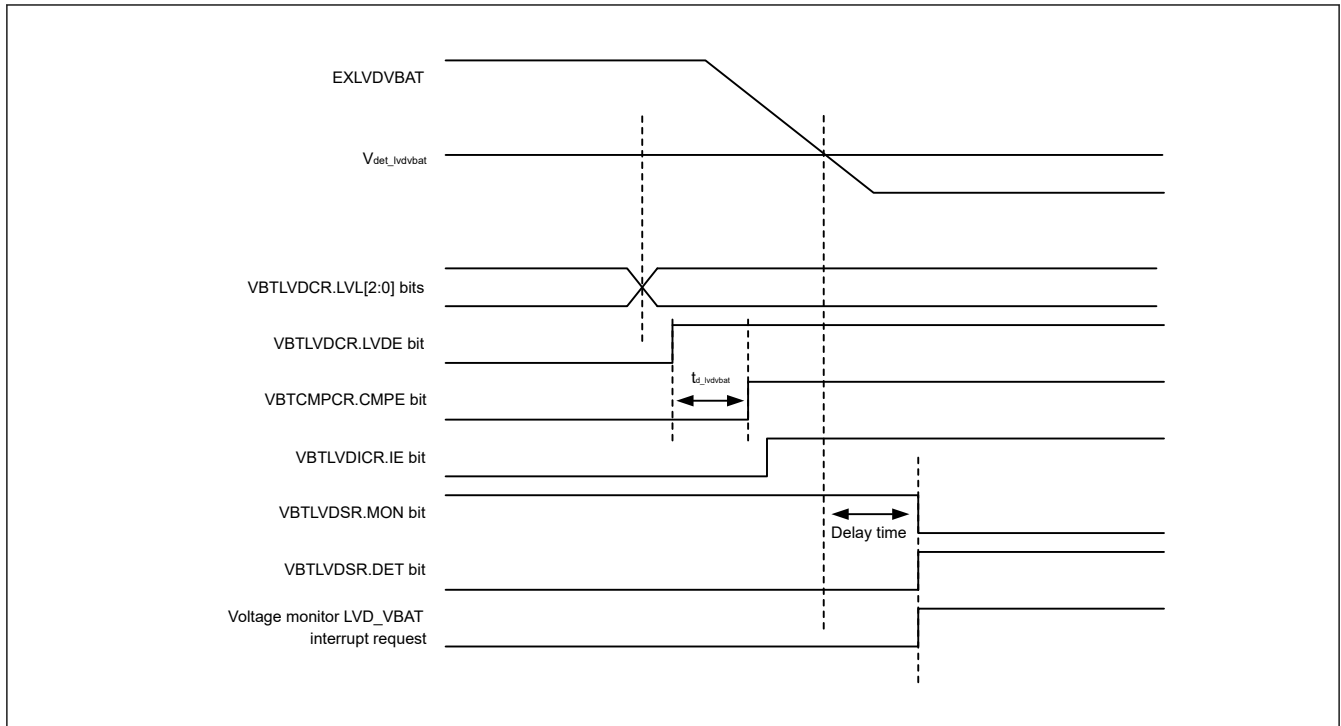 EXLVDVBAT
Vdet_lvdvbat
VBTLVDCR.LVL[2:0] bits
VBTLVDCR.LVDE bit
td_lvdvbat
VBTCMPCR.CMPE bit
VBTLVDICR.IE bit
VBTLVDSR.MON bit
Delay time
VBTLVDSR.DET bit
Voltage monitor LVD_VBAT
interrupt request